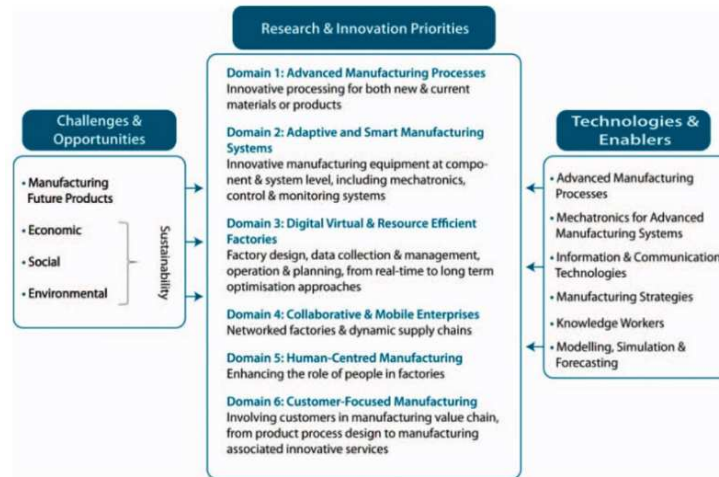 Research & Innovation Priorities
Challenges &
Opportunities
• Manufacturing
Future Products
• Economic
• Social
• Environmental
Sustainability
Domain 1: Advanced Manufacturing Processes
Innovative processing for both new & current
materials or products
Domain 2: Adaptive and Smart Manufacturing
Systems
Innovative manufacturing equipment at compo-
nent & system level, including mechatronics,
control & monitoring systems
Domain 3: Digital Virtual & Resource Efficient
Factories
Factory design, data collection & management,
operation & planning, from real-time to long term
optimisation approaches
Domain 4: Collaborative & Mobile Enterprises
Networked factories & dynamic supply chains
Domain 5: Human-Centred Manufacturing
Enhancing the role of people in factories
Domain 6: Customer-Focused Manufacturing
Involving customers in manufacturing value chain,
from product process design to manufacturing
associated innovative services
Technologies &
Enablers
• Advanced Manufacturing
Processes
• Mechatronics for Advanced
Manufacturing Systems
• Information & Communication
Technologies
• Manufacturing Strategies
• Knowledge Workers
• Modelling, Simulation &
Forecasting